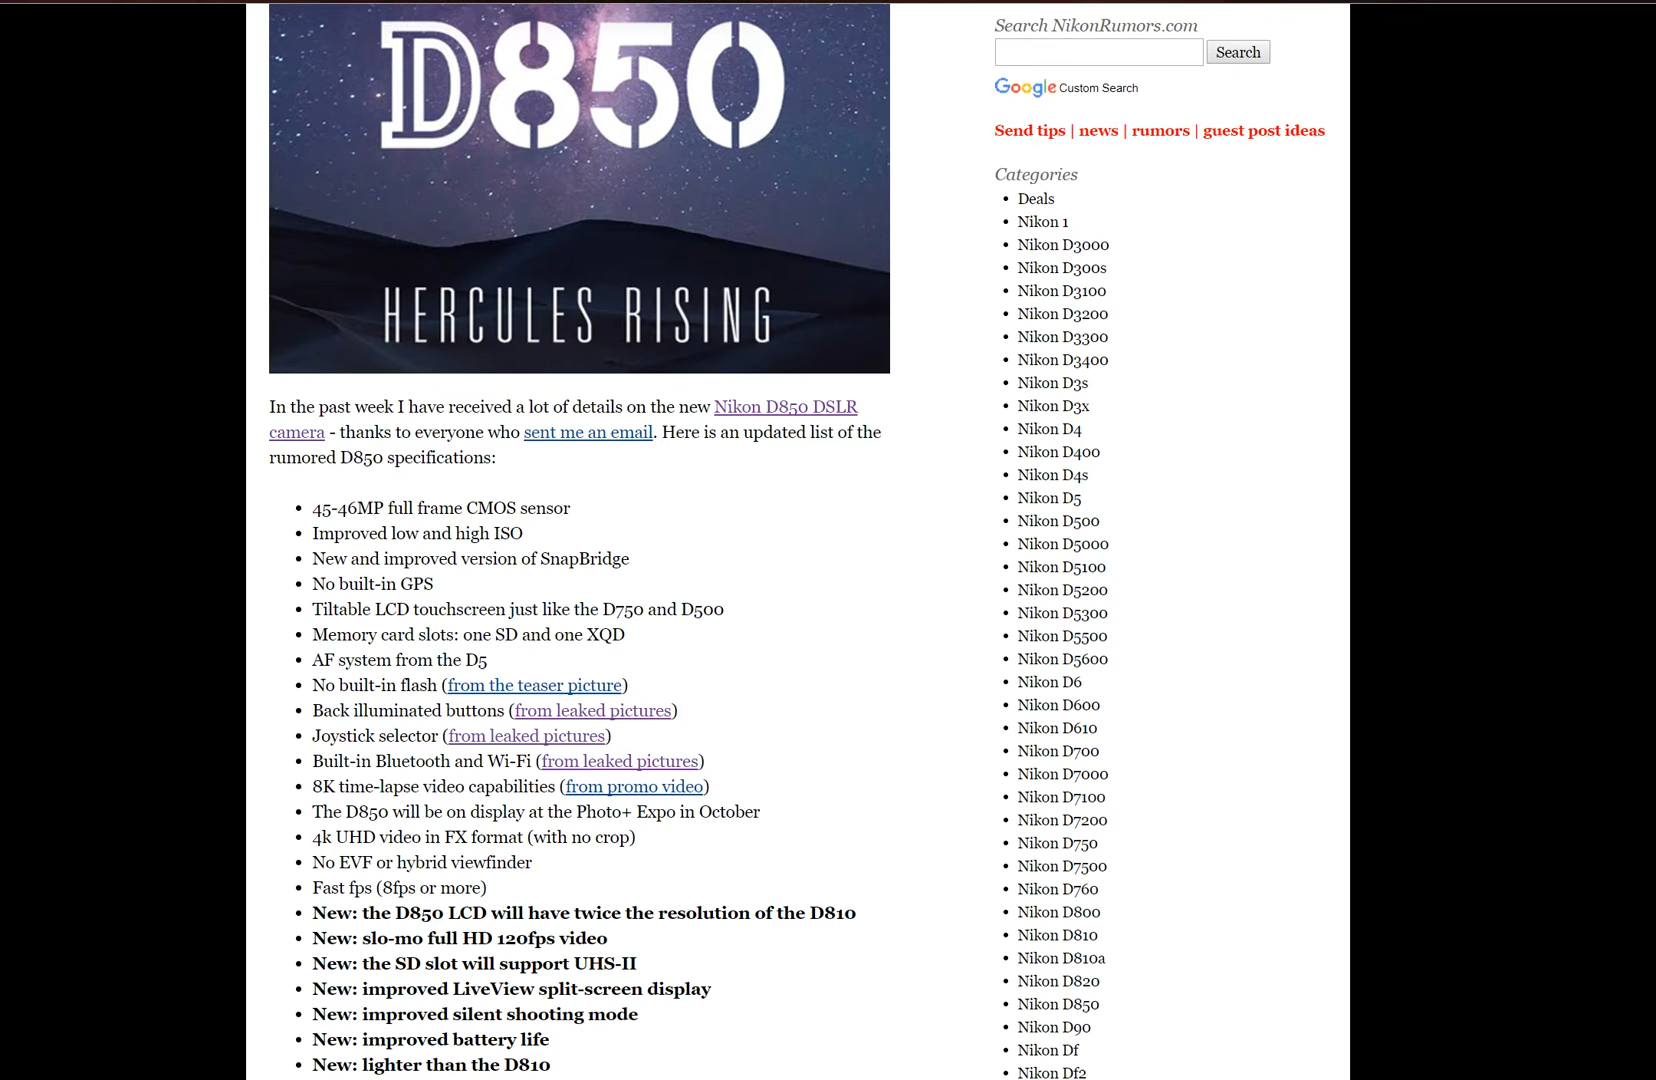 D850
HERCULES RISING
In the past week I have received a lot of details on the new Nikon D850 DSLR
camera - thanks to everyone who sent me an email. Here is an updated list of the
rumored D850 specifications:
• 45-46MP full frame CMOS sensor
• Improved low and high ISO
• New and improved version of SnapBridge
• No built-in GPS
• Tiltable LCD touchscreen just like the D750 and D500
• Memory card slots: one SD and one XQD
• AF system from the D5
• No built-in flash (from the teaser picture)
• Back illuminated buttons (from leaked pictures)
• Joystick selector (from leaked pictures)
• Built-in Bluetooth and Wi-Fi (from leaked pictures)
• 8K time-lapse video capabilities (from promo video)
• The D850 will be on display at the Photo+ Expo in October
• 4k UHD video in FX format (with no crop)
• No EVF or hybrid viewfinder
• Fast fps (8fps or more)
• New: the D850 LCD will have twice the resolution of the D810
• New: slo-mo full HD 120fps video
• New: the SD slot will support UHS-II
• New: improved LiveView split-screen display
• New: improved silent shooting mode
• New: improved battery life
• New: lighter than the D810
Search NikonRumors.com
Search
Google Custom Search
Send tips | news | rumors | guest post ideas
Categories
• Deals
• Nikon 1
• Nikon D3000
• Nikon D300s
• Nikon D3100
• Nikon D3200
• Nikon D3300
• Nikon D3400
• Nikon D3s
• Nikon D3x
• Nikon D4
• Nikon D400
• Nikon D4s
• Nikon D5
• Nikon D500
• Nikon D5000
• Nikon D5100
• Nikon D5200
• Nikon D5300
• Nikon D5500
• Nikon D5600
• Nikon D6
• Nikon D600
• Nikon D610
• Nikon D700
• Nikon D7000
• Nikon D7100
• Nikon D7200
• Nikon D750
• Nikon D7500
• Nikon D760
• Nikon D800
• Nikon D810
• Nikon D810a
• Nikon D820
• Nikon D850
• Nikon D90
• Nikon Df
• Nikon Df2